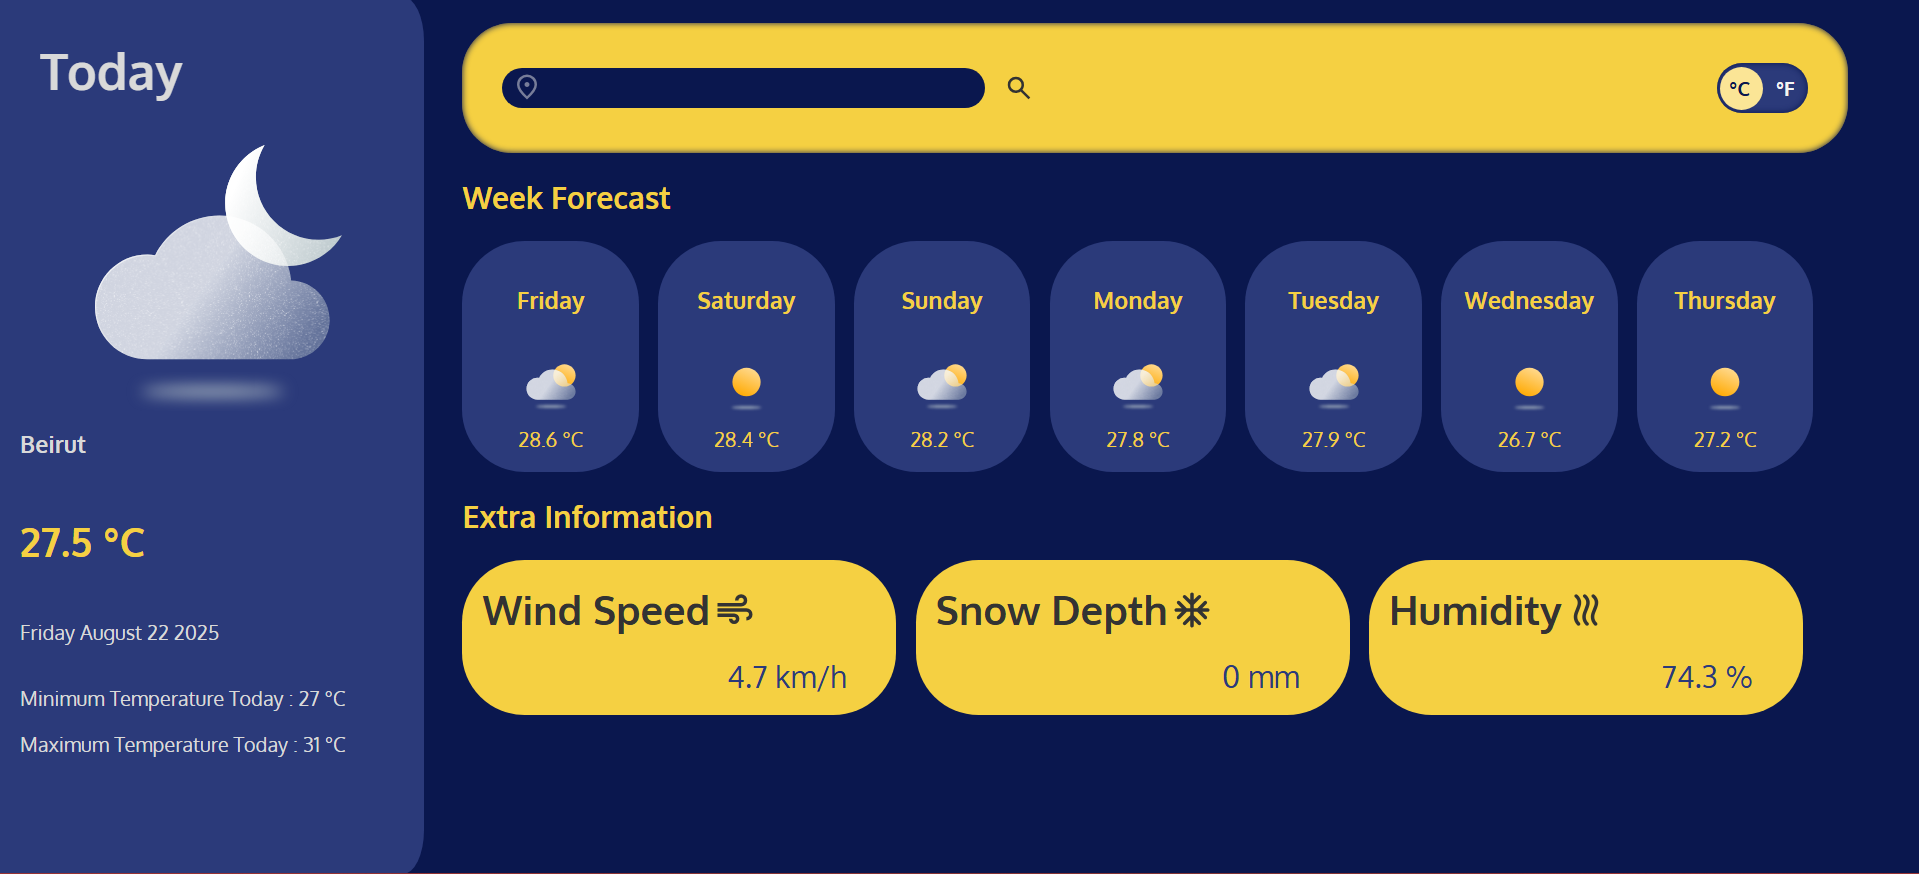 Today
Beirut
27.5 °C
Friday August 22 2025
Minimum Temperature Today : 27 °C
Maximum Temperature Today : 31 °C
°C °F
Week Forecast
Friday
28.6 °C
Saturday
28.4 °C
Sunday
28.2 °C
Monday
27.8 °C
Tuesday
27.9 °C
Wednesday
26.7 °C
Thursday
27.2 °C
Extra Information
Wind Speed
4.7 km/h
Snow Depth
0 mm
Humidity
74.3 %